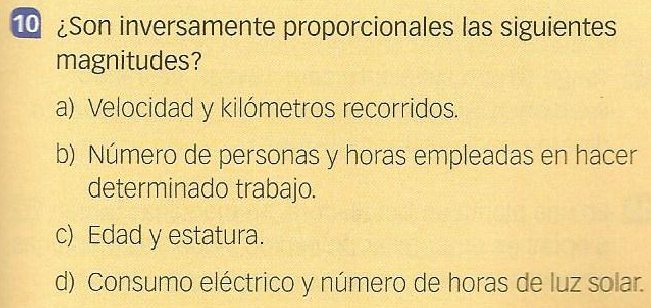 10 ¿Son inversamente proporcionales las siguientes
magnitudes?
a) Velocidad y kilómetros recorridos.
b) Número de personas y horas empleadas en hacer
determinado trabajo.
c) Edad y estatura.
d) Consumo eléctrico y número de horas de luz solar.